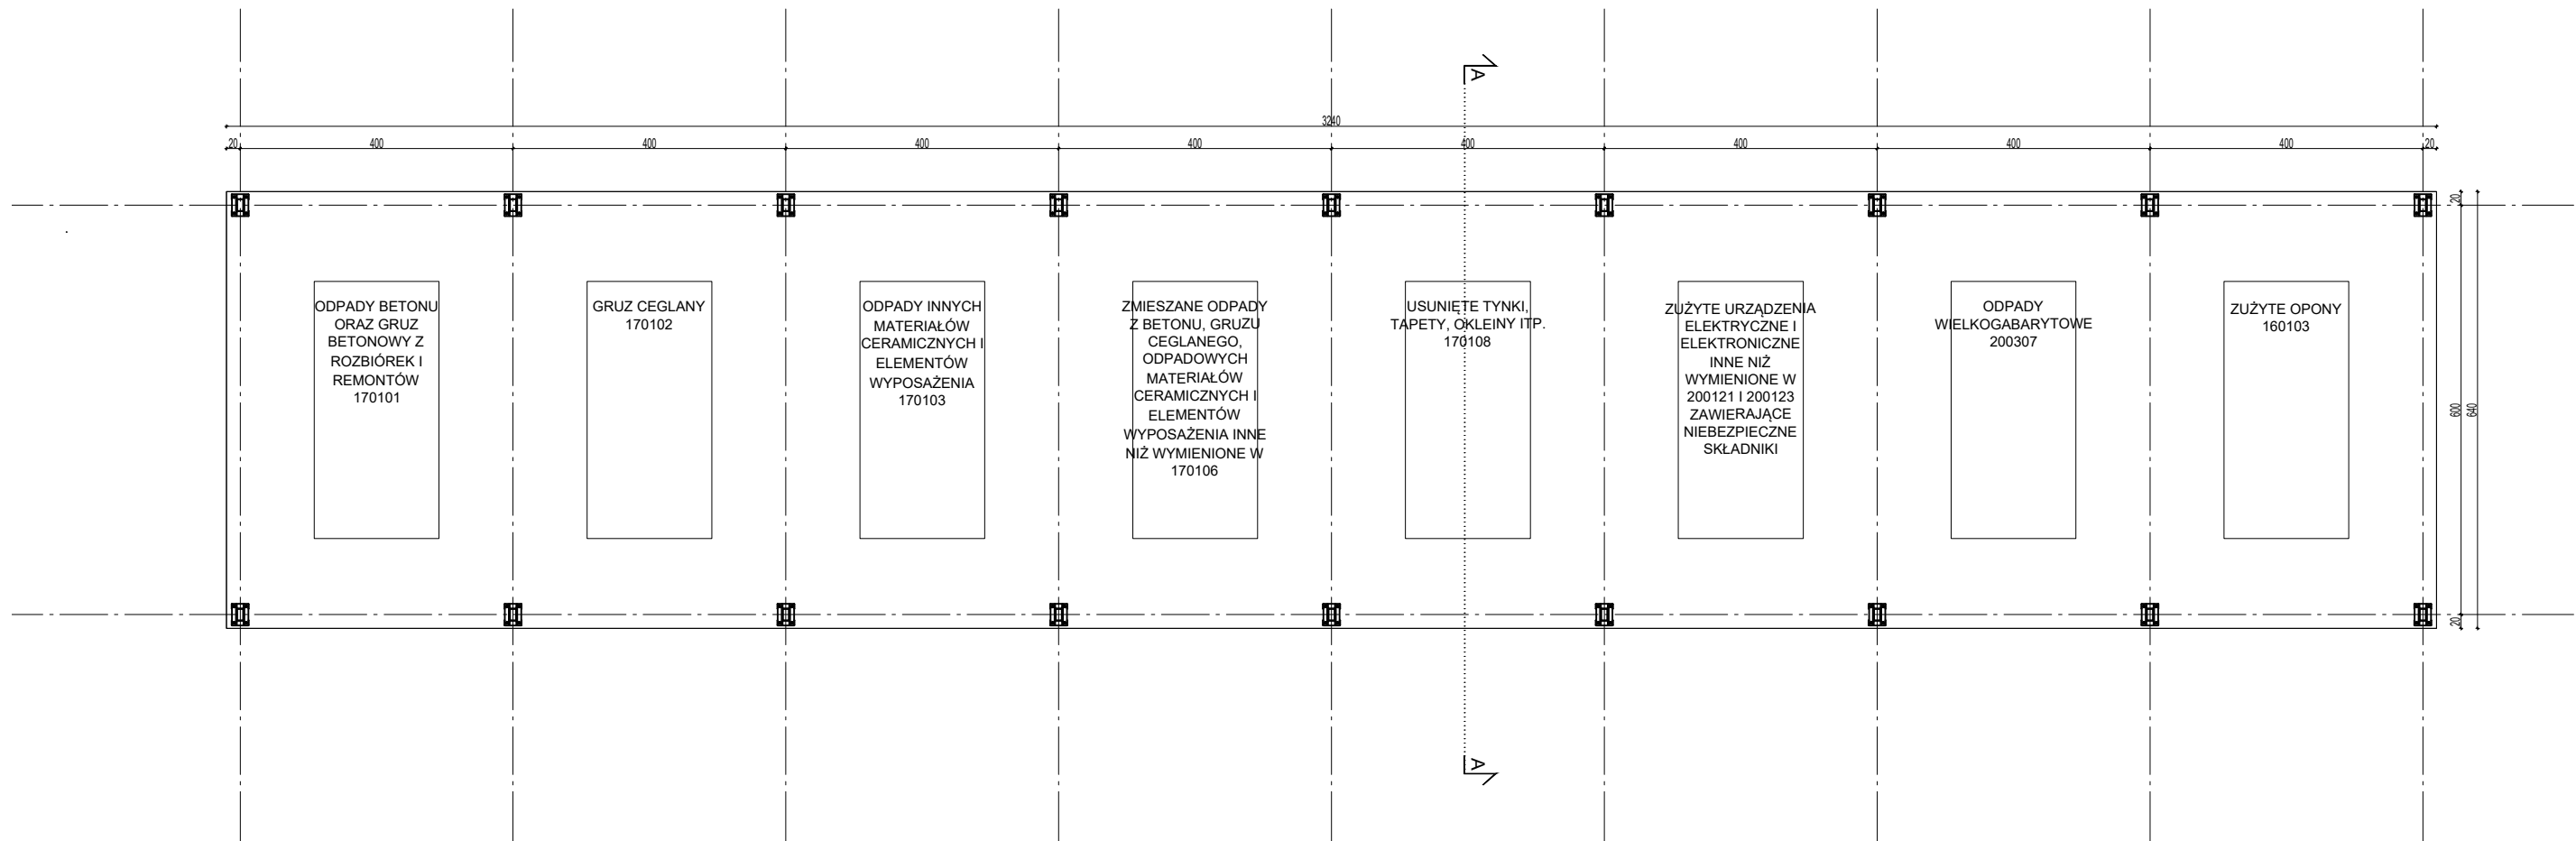 A
3240
20
400
400
400
400
400
400
400
400
20
20
600
640
20
ODPADY BETONU
ORAZ GRUZ
BETONOWY Z
ROZBIÓREK I
REMONTÓW
170101
GRUZ CEGLANY
170102
ODPADY INNYCH
MATERIAŁÓW
CERAMICZNYCH I
ELEMENTÓW
WYPOSAŻENIA
170103
ZMIESZANE ODPADY
Z BETONU, GRUZU
CEGLANEGO,
ODPADOWYCH
MATERIAŁÓW
CERAMICZNYCH I
ELEMENTÓW
WYPOSAŻENIA INNE
NIŻ WYMIENIONE W
170106
USUNIĘTE TYNKI,
TAPETY, OKLEINY ITP.
170108
ZUŻYTE URZĄDZENIA
ELEKTRYCZNE I
ELEKTRONICZNE
INNE NIŻ
WYMIENIONE W
200121 I 200123
ZAWIERAJĄCE
NIEBEZPIECZNE
SKŁADNIKI
ODPADY
WIELKOGABARYTOWE
200307
ZUŻYTE OPONY
160103
A